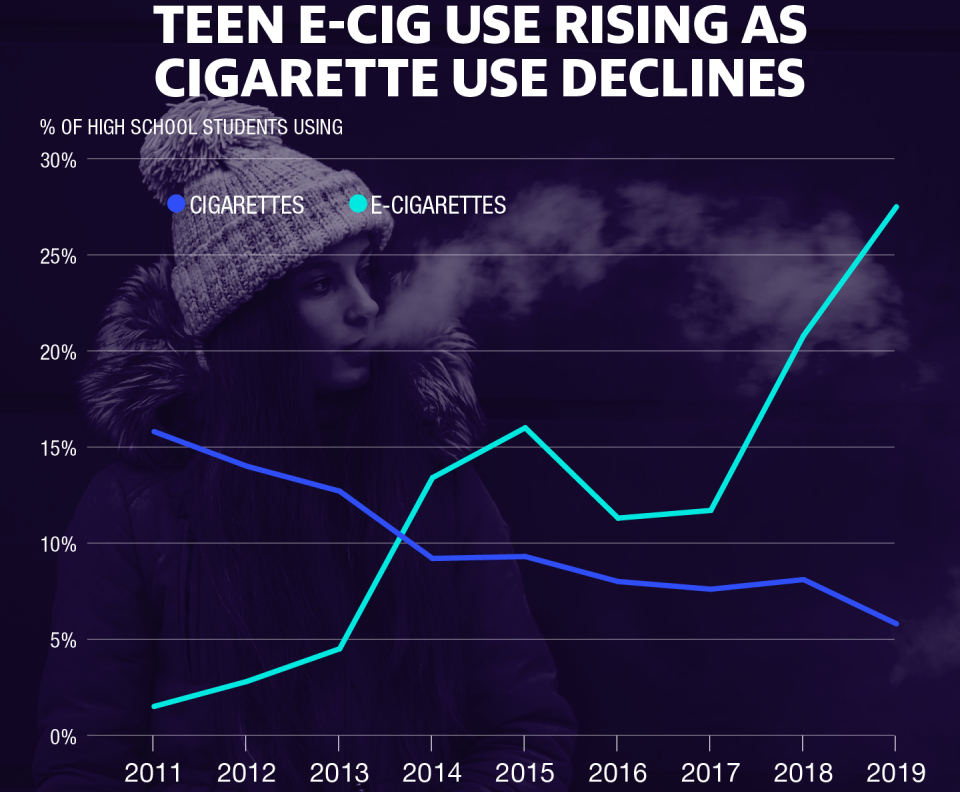 TEEN E-CIG USE RISING AS
CIGARETTE USE DECLINES
% OF HIGH SCHOOL STUDENTS USING
30%
CIGARETTES E-CIGARETTES
25%
20%
15%
10%
5%
0%
2011 2012 2013 2014 2015 2016 2017 2018 2019